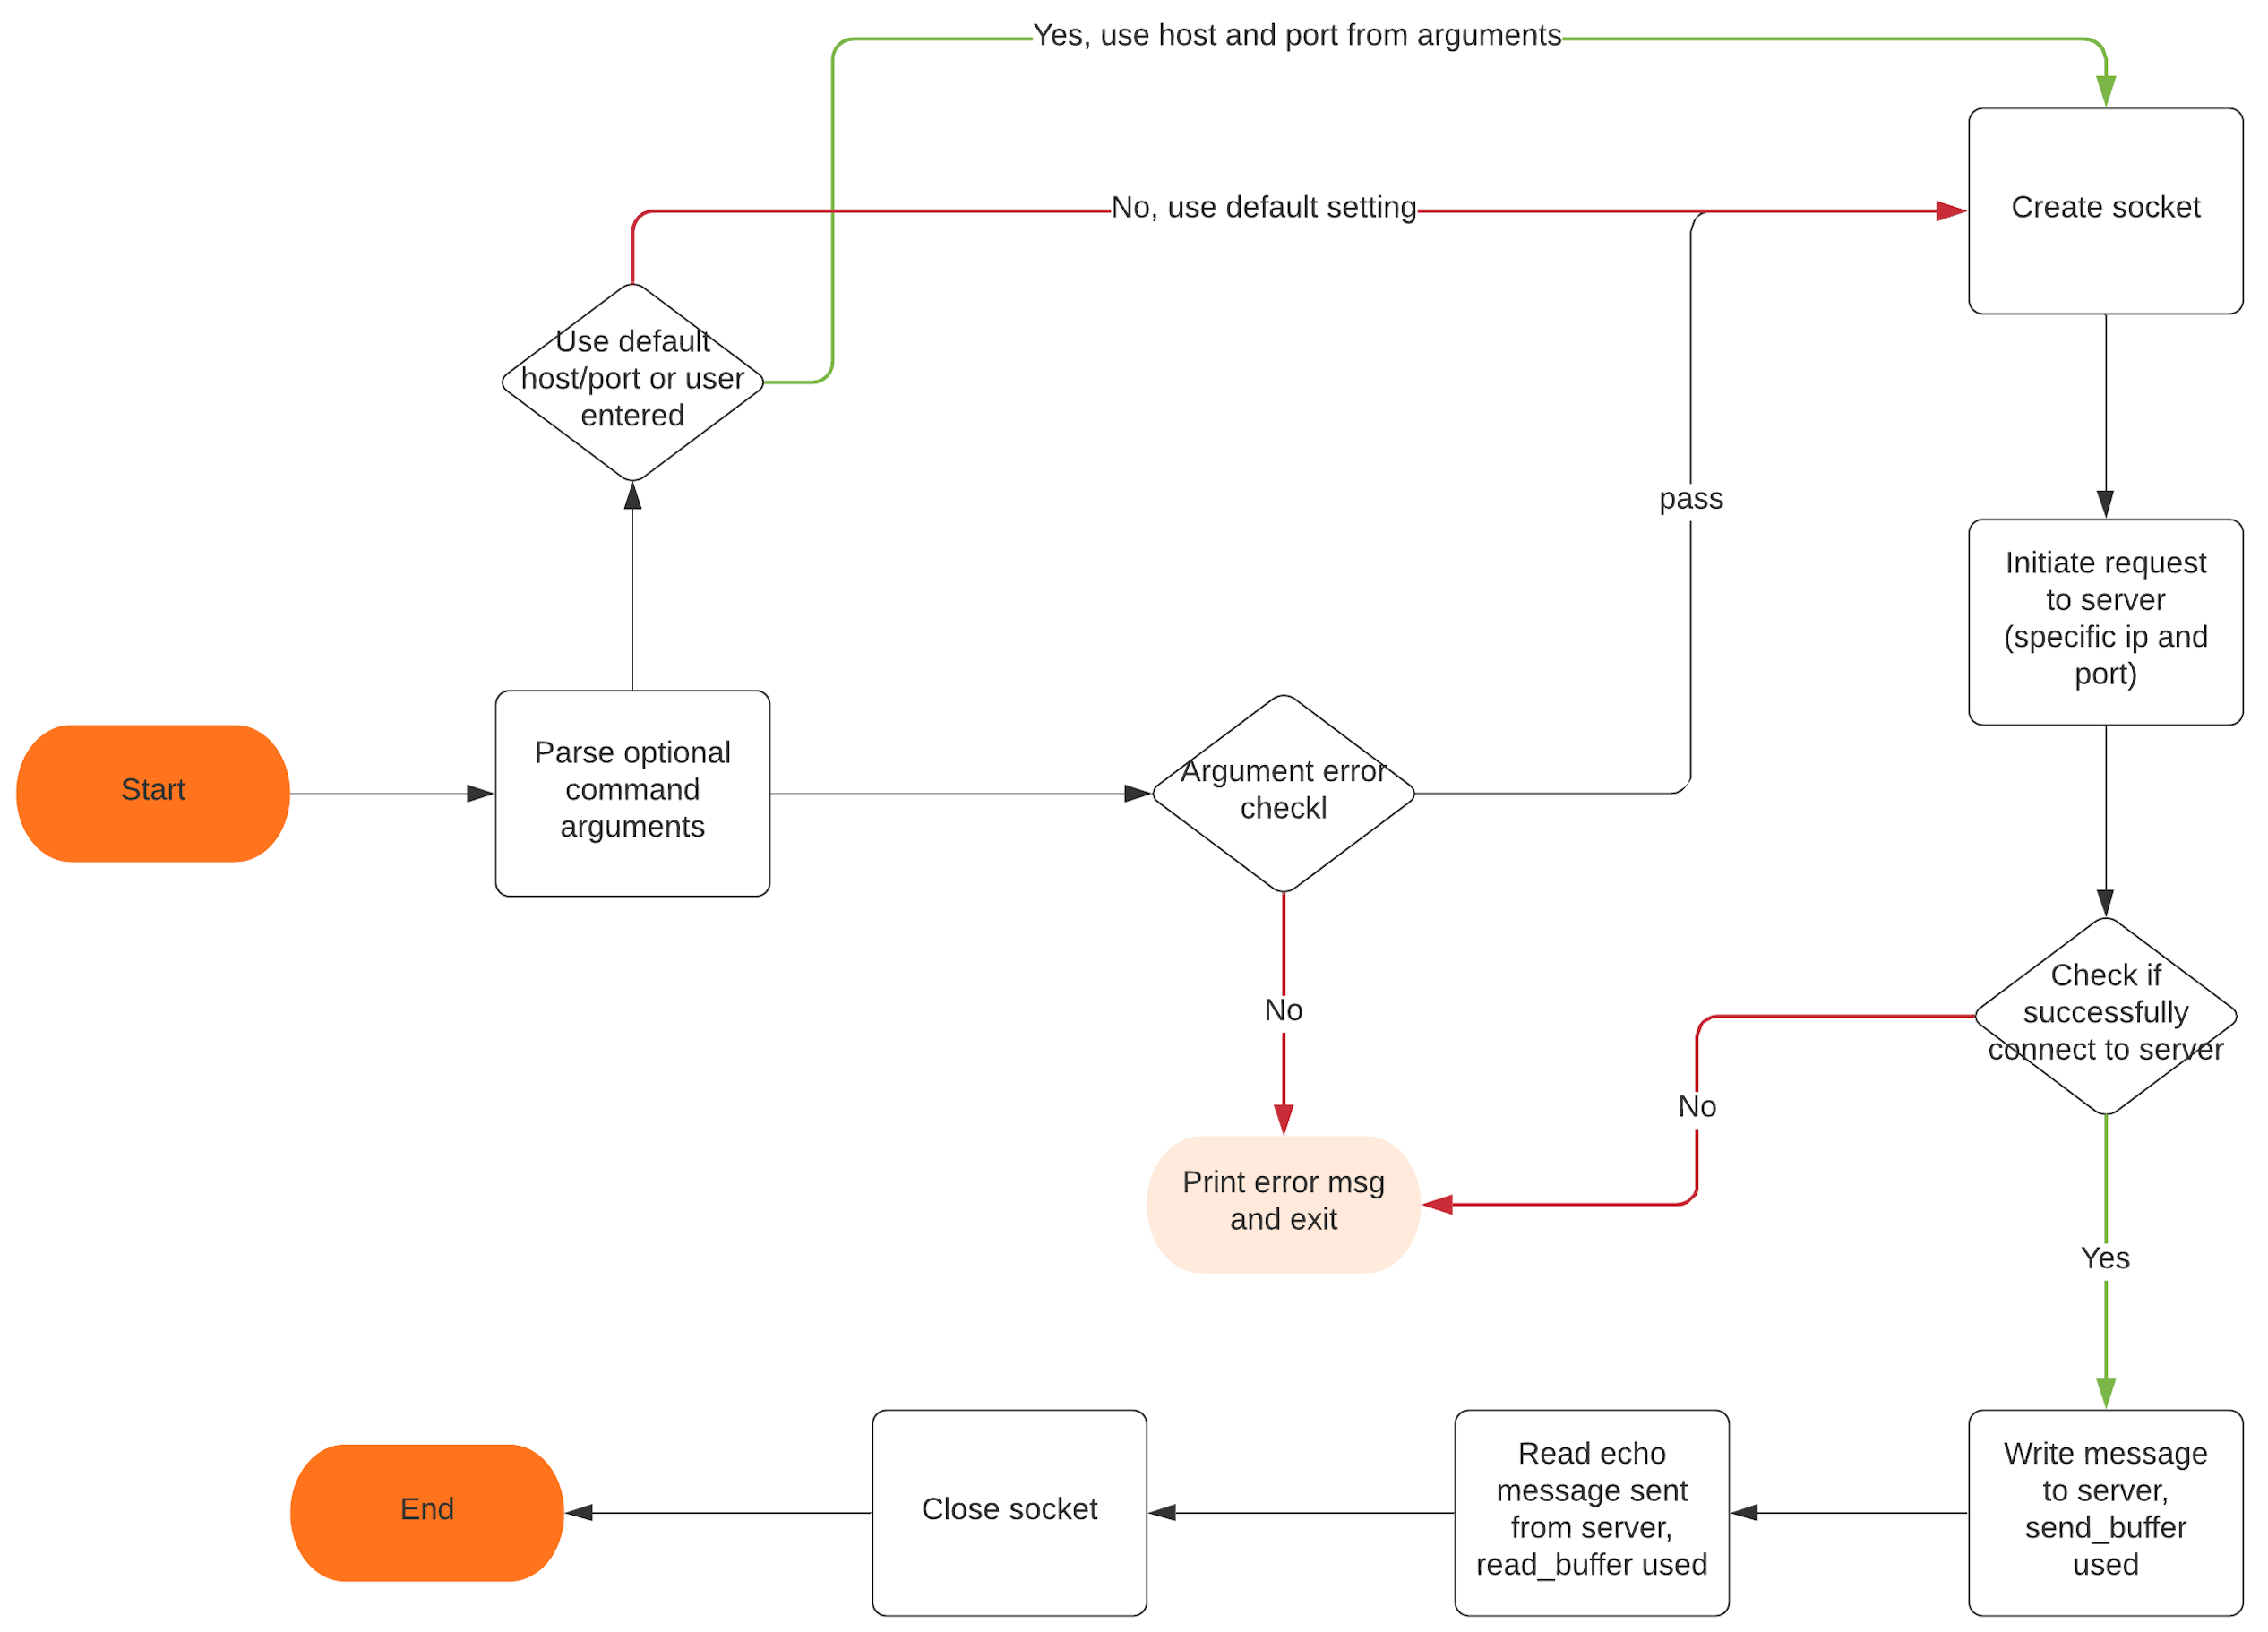 Yes, use host and port from arguments
No, use default setting
Create socket
Use default
host/port or user
entered
pass
Initiate request
to server
(specific ip and
port)
Start
Parse optional
command
arguments
Argument error
checkl
Check if
successfully
connect to server
No
No
Print error msg
and exit
Yes
End
Close socket
Read echo
message sent
from server,
read_buffer used
Write message
to server,
send_buffer
used